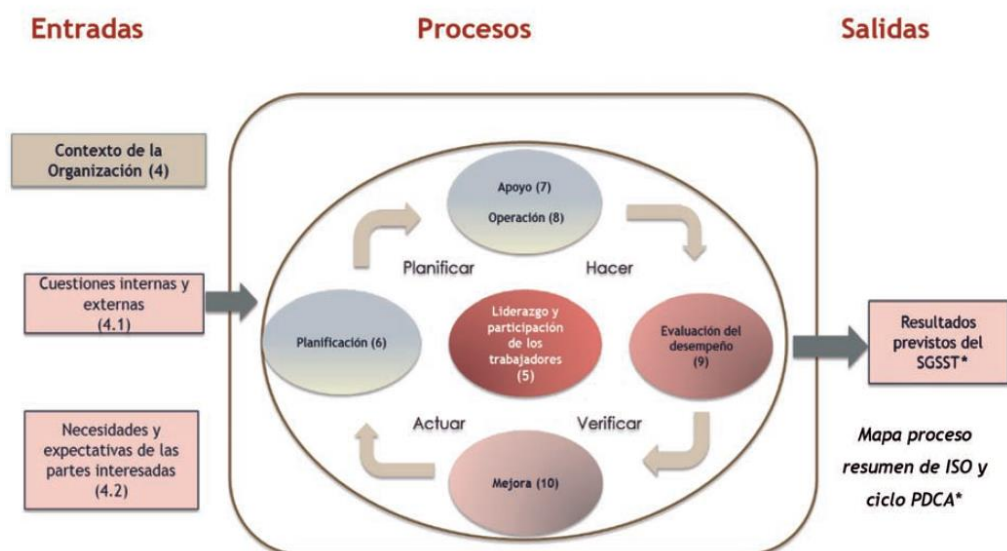 Entradas
Procesos
Salidas
Contexto de la
Organización (4)
Cuestiones internas y
externas
(4.1)
Necesidades y
expectativas de las
partes interesadas
(4.2)
Apoyo (7)
Operación (8)
Planificar
Hacer
Planificación (6)
Liderazgo y
participación
de los
trabajadores
(5)
Evaluación del
desempeño
(9)
Actuar
Verificar
Mejora (10)
Resultados
previstos del
SGSST*
Mapa proceso
resumen de ISO y
ciclo PDCA*